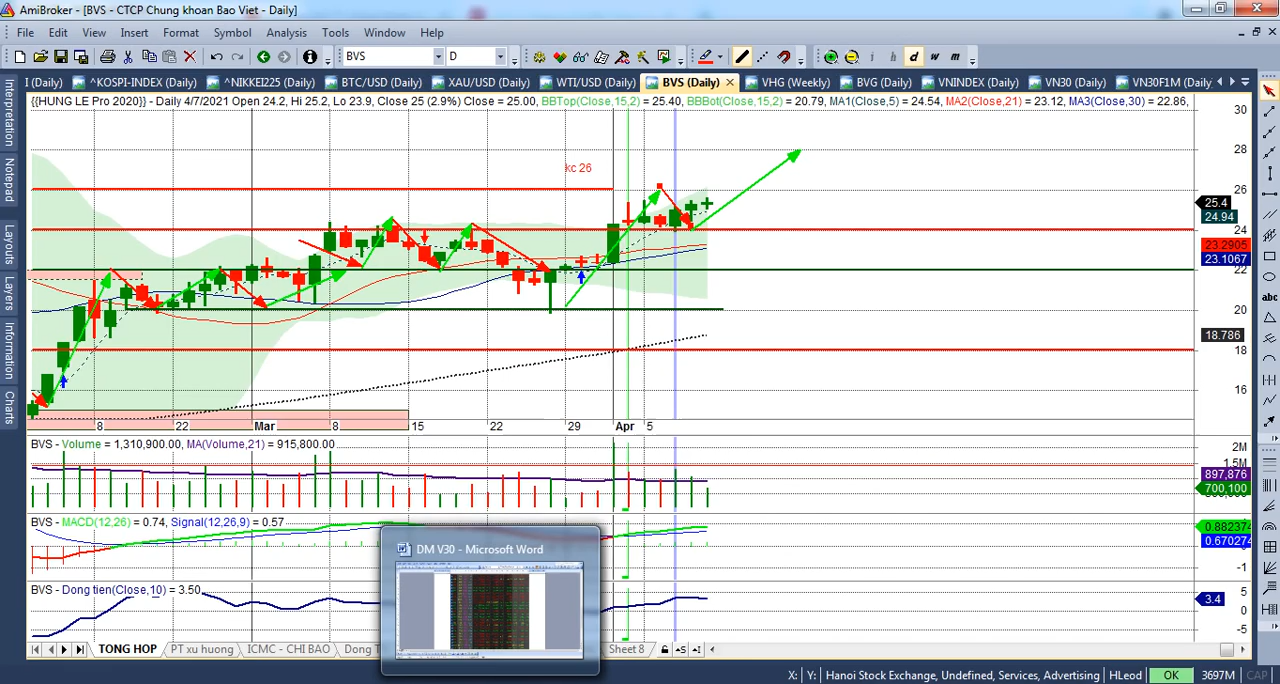 AmiBroker - [BVS - CTCP Chung khoan Bao Viet - Daily]
File Edit View Insert Format Symbol Analysis Tools Window Help
BVS D i h d w m
I (Daily) ^KOSPI-INDEX (Daily) ^NIKKEI225 (Daily) BTC/USD (Daily) XAU/USD (Daily) WTI/USD (Daily) BVS (Daily) VHG (Weekly) BVG (Daily) VNINDEX (Daily) VN30 (Daily) VN30F1M (Daily)
{{HUNG LE Pro 2020}} - Daily 4/7/2021 Open 24.2, Hi 25.2, Lo 23.9, Close 25 (2.9%) Close = 25.00, BBTop(Close,15,2) = 25.40, BBBot(Close,15,2) = 20.79, MA1(Close,5) = 24.54, MA2(Close,21) = 23.12, MA3(Close,30) = 22.86,
Interpretation
Notepad
Layouts
Layers
Information
Charts
kc 26
30
28
26
25.4
24.94
24
23.2905
23.1067
22
20
18.786
18
16
8 22 Mar 8 15 22 29 Apr 5
BVS - Volume = 1,310,900.00, MA(Volume,21) = 915,800.00
2M
1.5M
897,876
700,100
BVS - MACD(12,26) = 0.74, Signal(12,26,9) = 0.57
0.882374
0.670274
-1
BVS - Dong tien(Close,10) = 3.50
5
3.4
0
-5
DM V30 - Microsoft Word
abc
TONG HOP PT xu huong ICMC - CHI BAO Dong Sheet 8
X: Y: Hanoi Stock Exchange, Undefined, Services, Advertising HLeod OK 3697M CAP